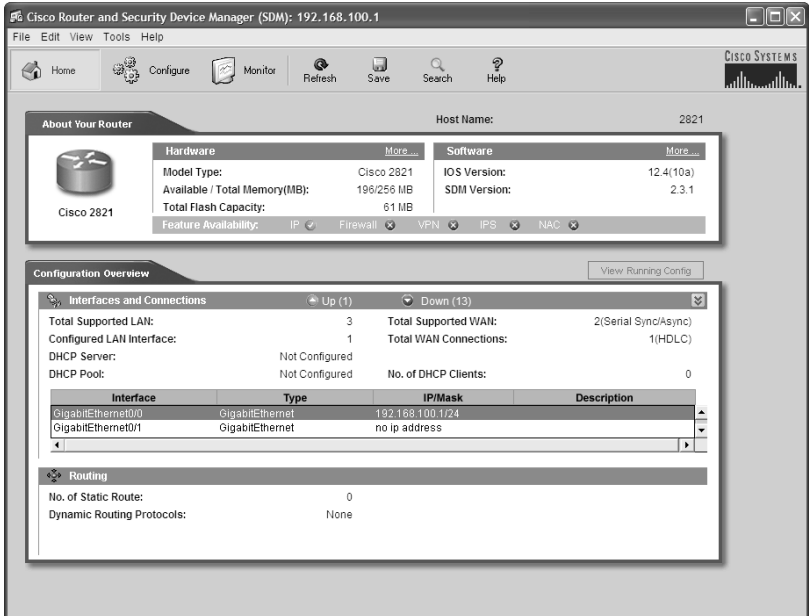 Cisco Router and Security Device Manager (SDM): 192.168.100.1
File Edit View Tools Help
Home Configure Monitor Refresh Save Search Help
CISCO SYSTEMS
About Your Router
Host Name: 2821
Hardware More ... Software More ...
Model Type: Cisco 2821 IOS Version: 12.4(10a)
Available / Total Memory(MB): 196/256 MB SDM Version: 2.3.1
Total Flash Capacity: 61 MB
Cisco 2821
Feature Availability: IP Firewall VPN IPS NAC
Configuration Overview View Running Config
Interfaces and Connections Up (1) Down (13)
Total Supported LAN: 3 Total Supported WAN: 2(Serial Sync/Async)
Configured LAN Interface: 1 Total WAN Connections: 1(HDLC)
DHCP Server: Not Configured
DHCP Pool: Not Configured No. of DHCP Clients: 0
Interface Type IP/Mask Description
GigabitEthernet0/0 GigabitEthernet 192.168.100.1/24
GigabitEthernet0/1 GigabitEthernet no ip address
Routing
No. of Static Route: 0
Dynamic Routing Protocols: None